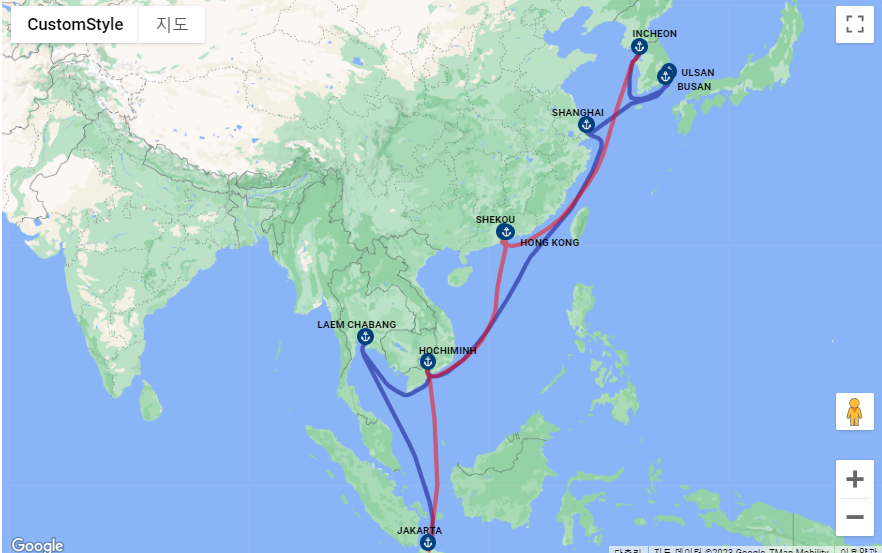 CustomStyle 지도
INCHEON
ULSAN
BUSAN
SHANGHAI
SHEKOU
HONG KONG
LAEM CHABANG
HOCHIMINH
JAKARTA
Google
단축키 지도 데이터 ©2023 Google, TMap Mobility 이용약관